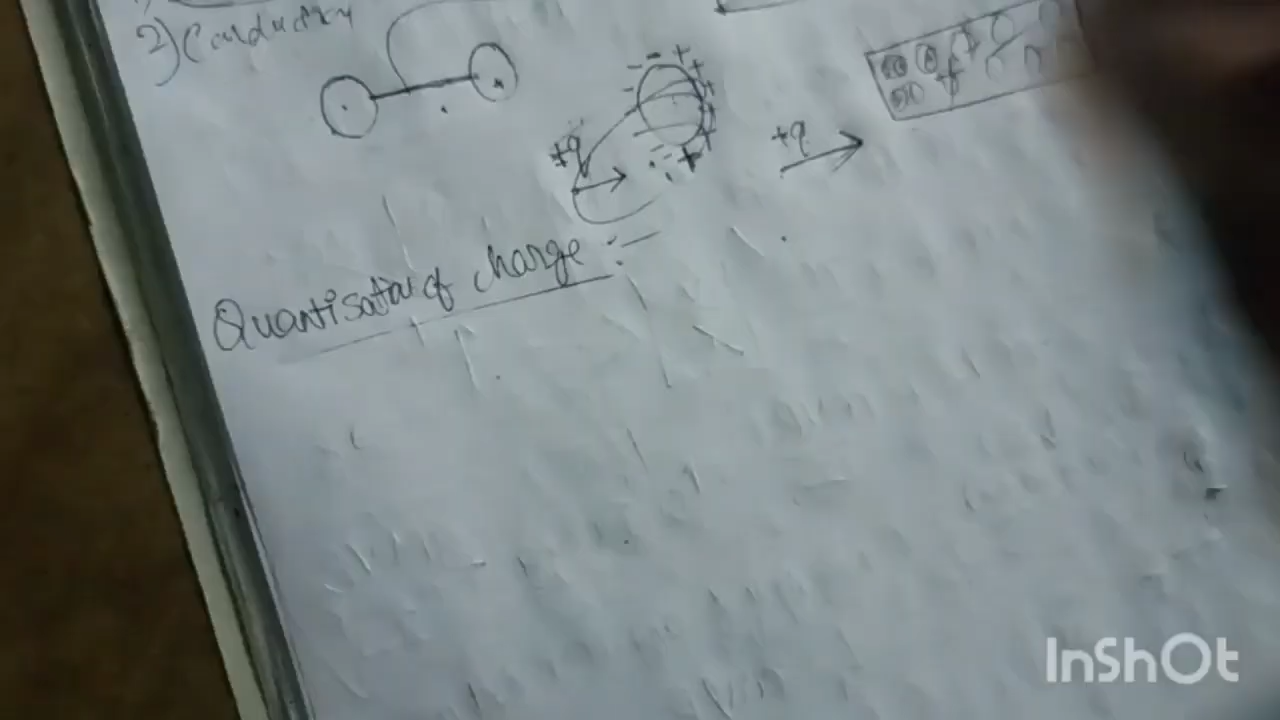 2) Conduction
+q
+q
Quantisation of charge :-
InShOt